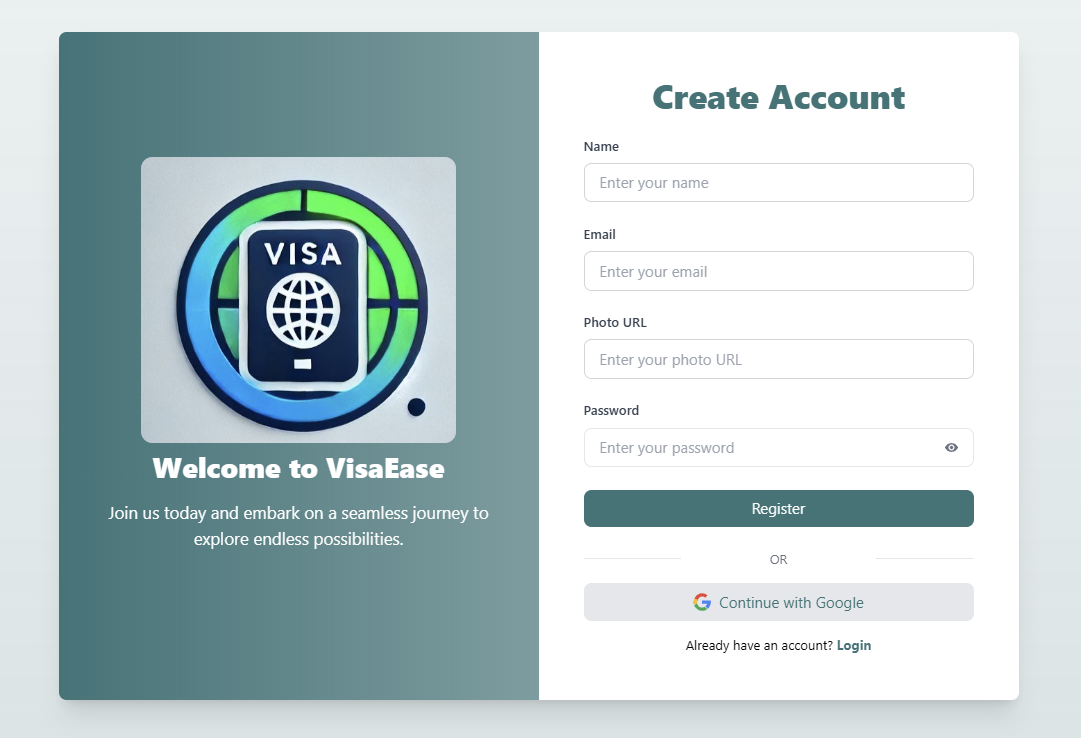 VISA
Welcome to VisaEase
Join us today and embark on a seamless journey to
explore endless possibilities.
Create Account
Name
Enter your name
Email
Enter your email
Photo URL
Enter your photo URL
Password
Enter your password
Register
OR
Continue with Google
Already have an account? Login